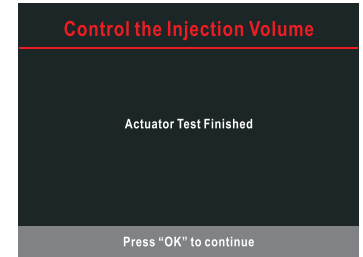 Control the Injection Volume
Actuator Test Finished
Press “OK” to continue